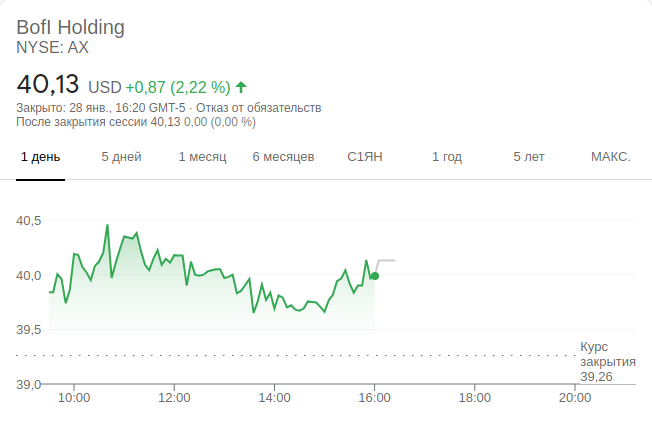 BofI Holding
NYSE: AX
40,13 USD +0,87 (2,22 %)
Закрыто: 28 янв., 16:20 GMT-5 · Отказ от обязательств
После закрытия сессии 40,13 0,00 (0,00 %)
1 день 5 дней 1 месяц 6 месяцев С1ЯН 1 год 5 лет МАКС.
40,5
40,0
39,5
Курс
закрытия
39,26
39,0
10:00 12:00 14:00 16:00 18:00 20:00